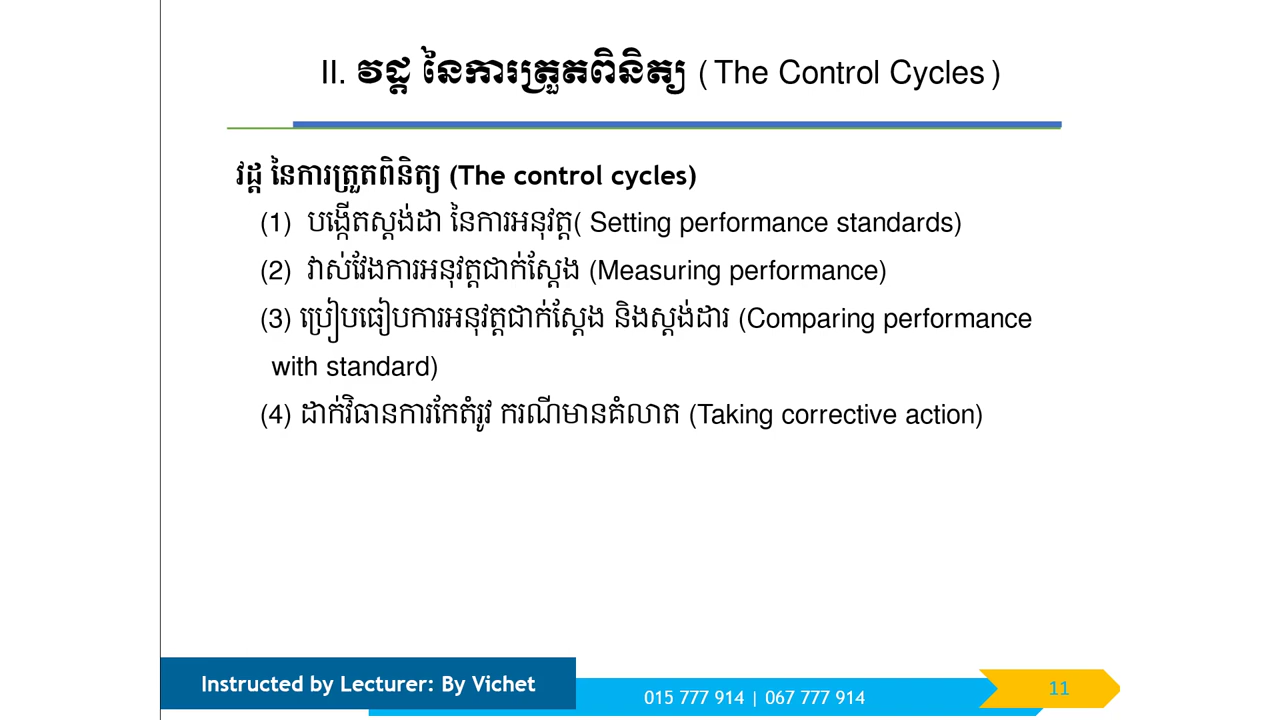 II. វដ្ដ នៃការត្រួតពិនិត្យ ( The Control Cycles )
វដ្ដ នៃការត្រួតពិនិត្យ (The control cycles)
(1) បង្កើតស្តង់ដា នៃការអនុវត្ត( Setting performance standards)
(2) វាស់វែងការអនុវត្តជាក់ស្តែង (Measuring performance)
(3) ប្រៀបធៀបការអនុវត្តជាក់ស្តែង និងស្តង់ដារ (Comparing performance
with standard)
(4) ដាក់វិធានការកែតំរូវ ករណីមានគំលាត (Taking corrective action)
Instructed by Lecturer: By Vichet
015 777 914 | 067 777 914
11